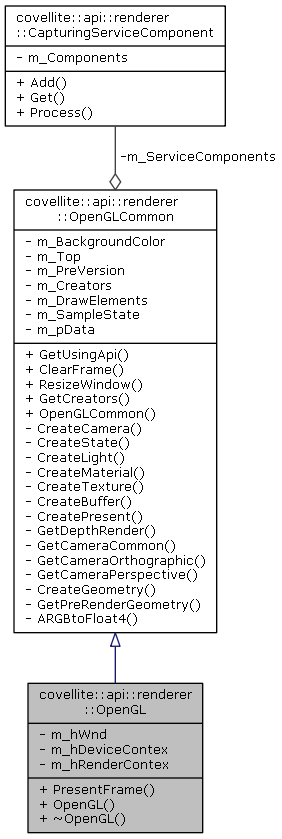 covellite::api::renderer
::CapturingServiceComponent
- m_Components
+ Add()
+ Get()
+ Process()
-m_ServiceComponents
covellite::api::renderer
::OpenGLCommon
- m_BackgroundColor
- m_Top
- m_PreVersion
- m_Creators
- m_DrawElements
- m_SampleState
- m_pData
+ GetUsingApi()
+ ClearFrame()
+ ResizeWindow()
+ GetCreators()
+ OpenGLCommon()
- CreateCamera()
- CreateState()
- CreateLight()
- CreateMaterial()
- CreateTexture()
- CreateBuffer()
- CreatePresent()
- GetDepthRender()
- GetCameraCommon()
- GetCameraOrthographic()
- GetCameraPerspective()
- CreateGeometry()
- GetPreRenderGeometry()
- ARGBtoFloat4()
covellite::api::renderer
::OpenGL
- m_hWnd
- m_hDeviceContex
- m_hRenderContex
+ PresentFrame()
+ OpenGL()
+ ~OpenGL()